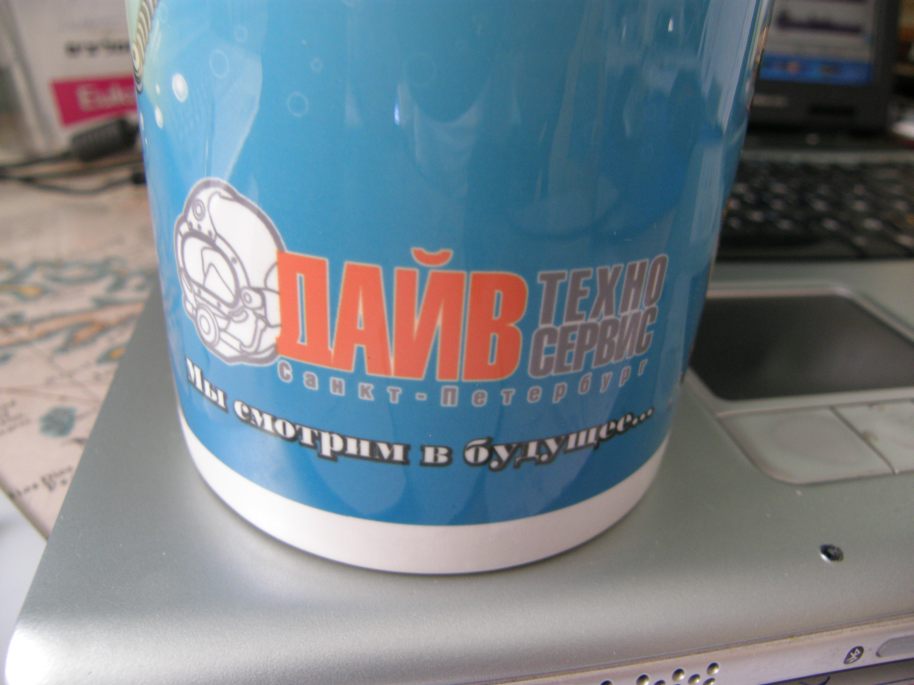 ДАЙВ
ТЕХНО
СЕРВИС
Санкт-Петербург
Мы смотрим в будущее...